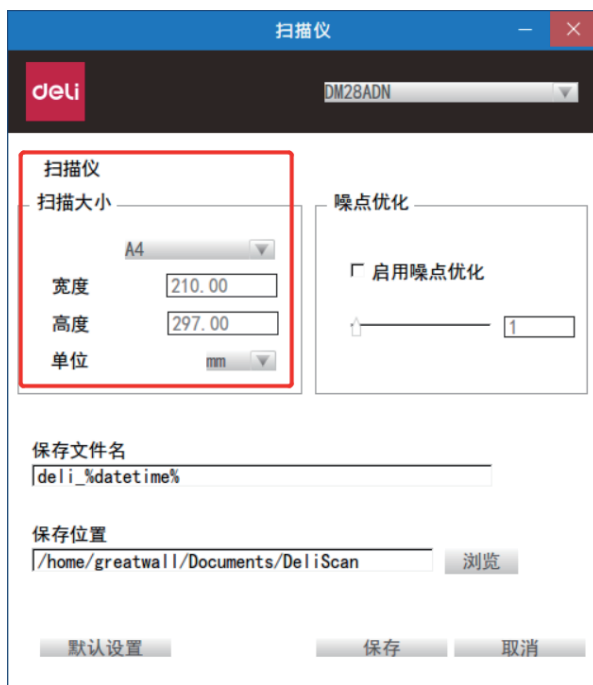 扫描仪
deli
DM28ADN
扫描仪
扫描大小
A4
宽度 210.00
高度 297.00
单位 mm
噪点优化
启用噪点优化
1
保存文件名
deli_%datetime%
保存位置
/home/greatwall/Documents/DeliScan 浏览
默认设置 保存 取消